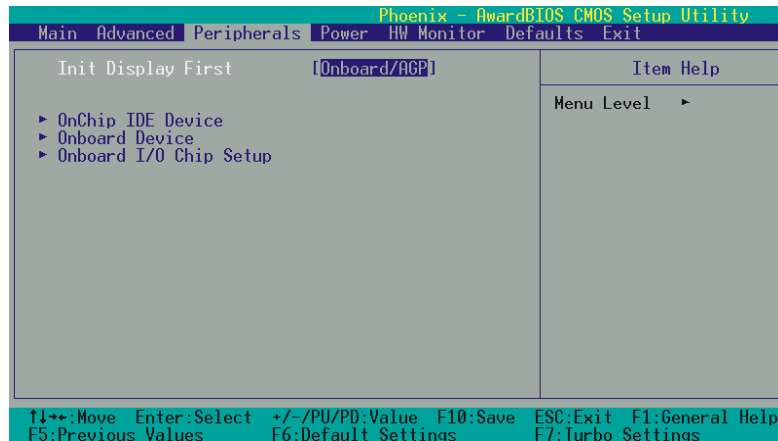 Phoenix - AwardBIOS CMOS Setup Utility
Main Advanced Peripherals Power HW Monitor Defaults Exit
Init Display First [Onboard/AGP] Item Help
Menu Level ►
► OnChip IDE Device
► Onboard Device
► Onboard I/O Chip Setup
↑↓→←:Move Enter:Select +/-/PU/PD:Value F10:Save ESC:Exit F1:General Help
F5:Previous Values F6:Default Settings F7:Turbo Settings